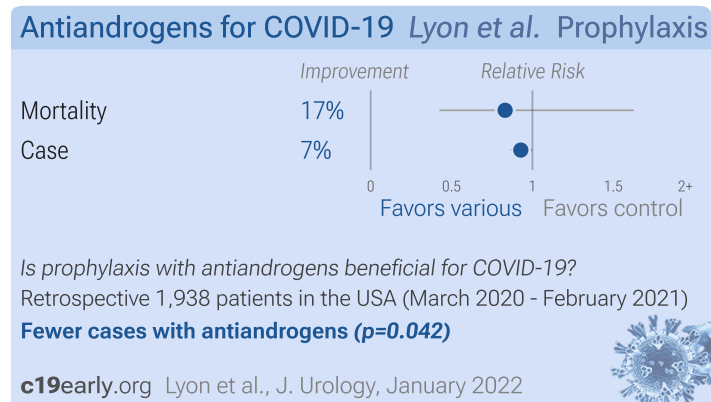 Antiandrogens for COVID-19 Lyon et al. Prophylaxis
Improvement Relative Risk
Mortality 17%
Case 7%
0 0.5 1 1.5 2+
Favors various Favors control
Is prophylaxis with antiandrogens beneficial for COVID-19?
Retrospective 1,938 patients in the USA (March 2020 - February 2021)
Fewer cases with antiandrogens (p=0.042)
c19early.org Lyon et al., J. Urology, January 2022